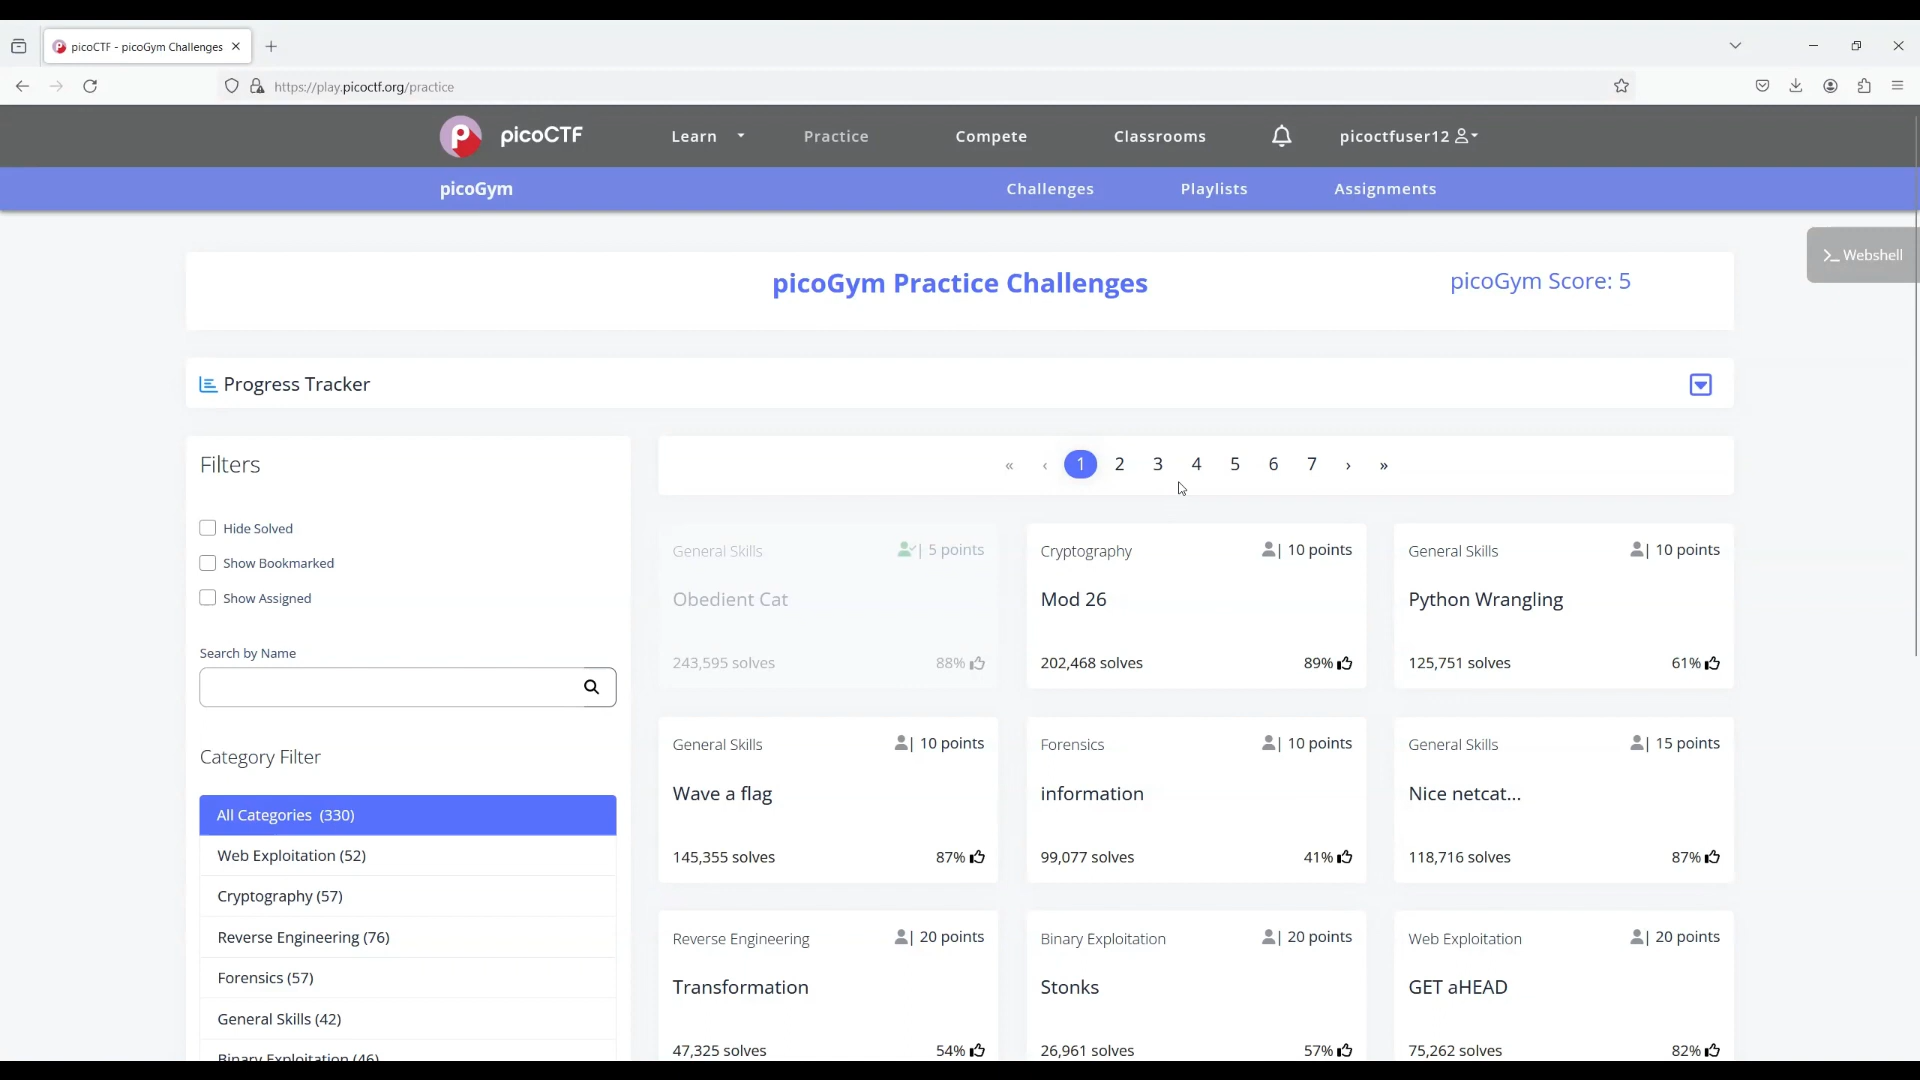 picoCTF - picoGym Challenges
https://play.picoctf.org/practice
picoCTF Learn Practice Compete Classrooms picoctfuser12
picoGym Challenges Playlists Assignments
Webshell
picoGym Practice Challenges picoGym Score: 5
Progress Tracker
Filters
Hide Solved
Show Bookmarked
Show Assigned
Search by Name
Category Filter
All Categories (330)
Web Exploitation (52)
Cryptography (57)
Reverse Engineering (76)
Forensics (57)
General Skills (42)
Binary Exploitation (46)
« ‹ 1 2 3 4 5 6 7 › »
General Skills | 5 points
Obedient Cat
243,595 solves 88%
Cryptography | 10 points
Mod 26
202,468 solves 89%
General Skills | 10 points
Python Wrangling
125,751 solves 61%
General Skills | 10 points
Wave a flag
145,355 solves 87%
Forensics | 10 points
information
99,077 solves 41%
General Skills | 15 points
Nice netcat...
118,716 solves 87%
Reverse Engineering | 20 points
Transformation
47,325 solves 54%
Binary Exploitation | 20 points
Stonks
26,961 solves 57%
Web Exploitation | 20 points
GET aHEAD
75,262 solves 82%